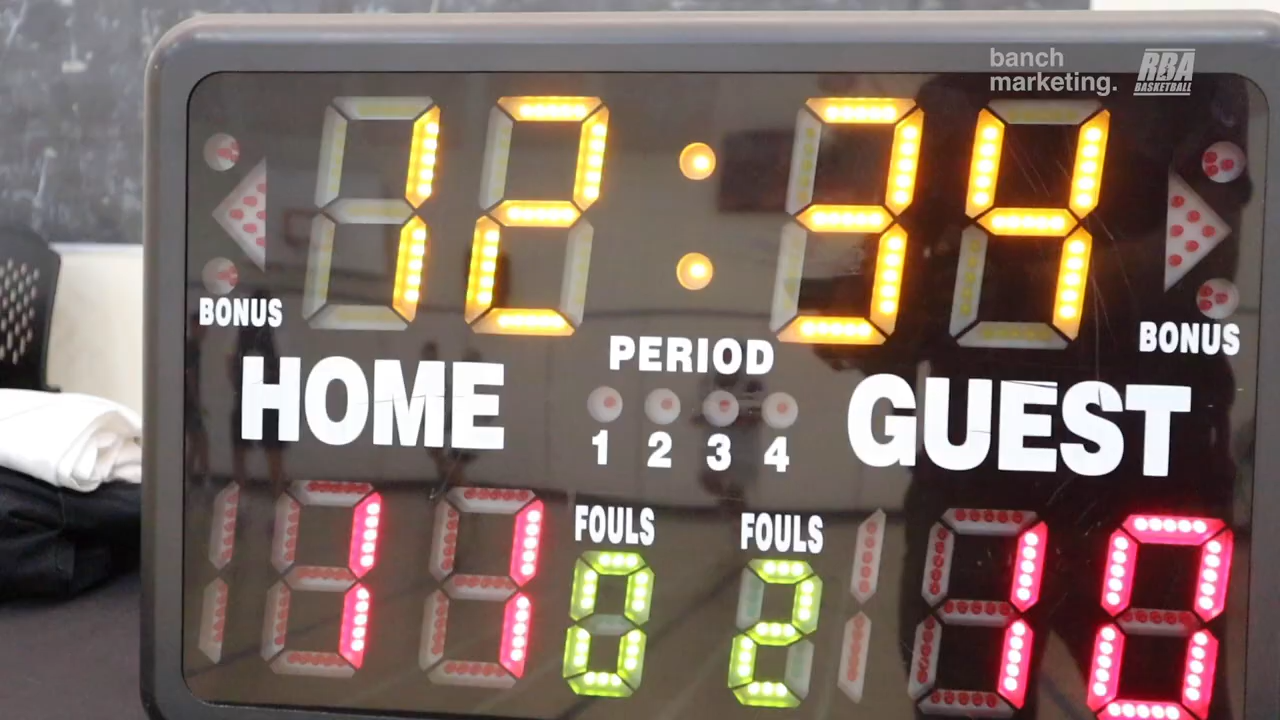 banch
marketing.
RBA
BASKETBALL
12:34
BONUS
BONUS
PERIOD
HOME
GUEST
1 2 3 4
FOULS
FOULS
11
0
2
10